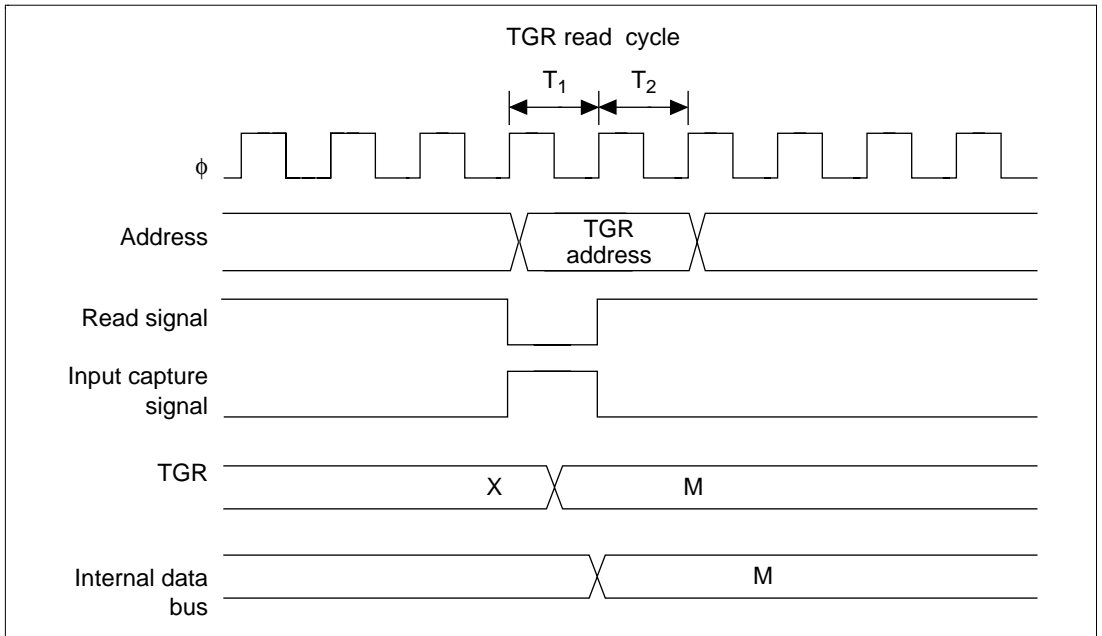 TGR read cycle
T1 T2
φ
Address
TGR
address
Read signal
Input capture
signal
TGR
X M
Internal data
bus
M